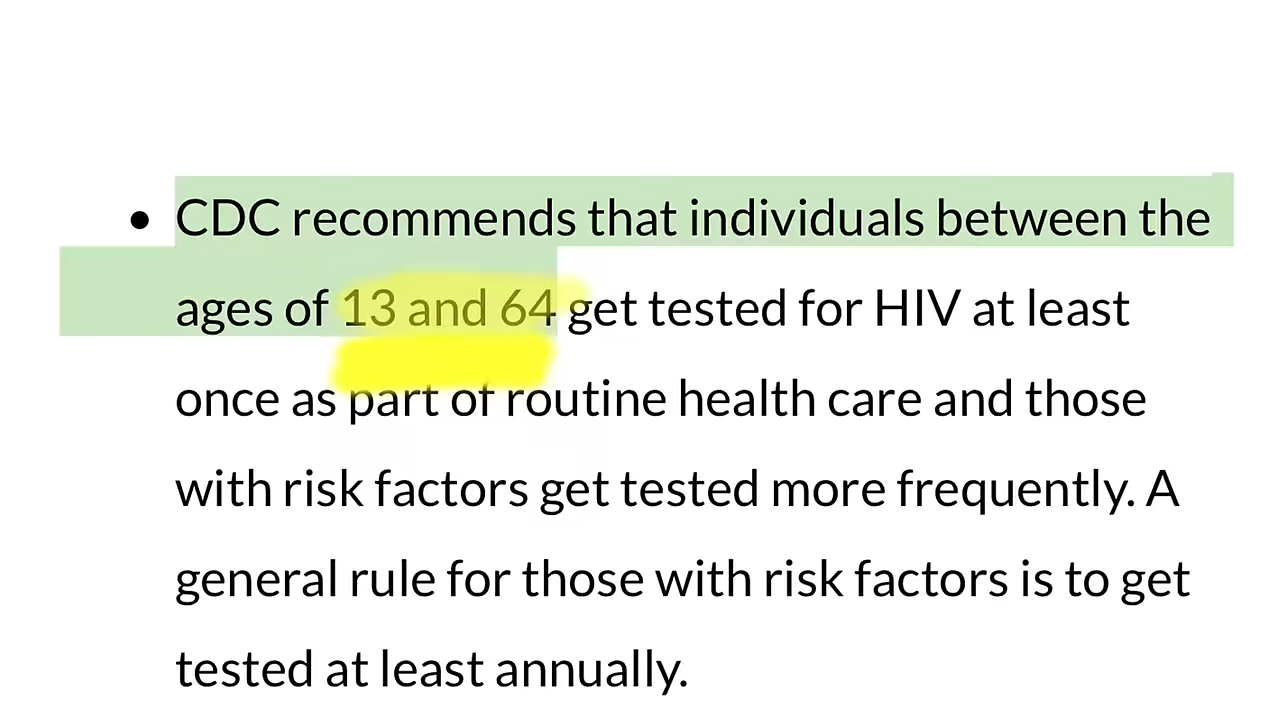 • CDC recommends that individuals between the
ages of 13 and 64 get tested for HIV at least
once as part of routine health care and those
with risk factors get tested more frequently. A
general rule for those with risk factors is to get
tested at least annually.